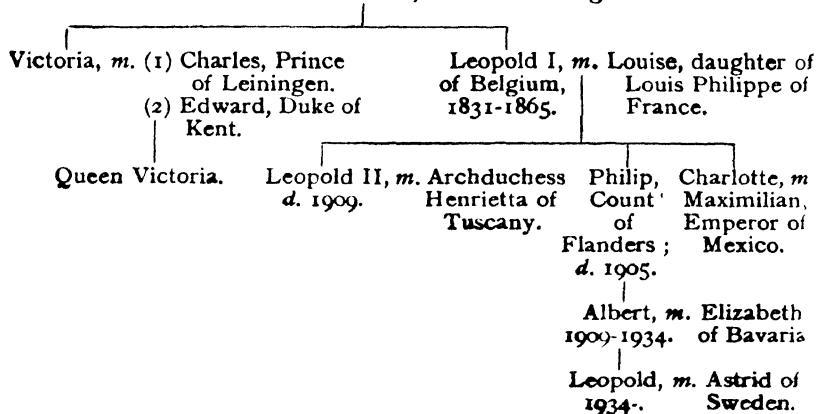 Victoria, m. (1) Charles, Prince of Leiningen.
(2) Edward, Duke of Kent.
Leopold I, m. Louise, daughter of
of Belgium, Louis Philippe of
1831-1865. France.
Queen Victoria.
Leopold II, m. Archduchess
d. 1909. Henrietta of
Tuscany.
Philip,
Count
of
Flanders ;
d. 1905.
Charlotte, m
Maximilian,
Emperor of
Mexico.
Albert, m. Elizabeth
1909-1934. of Bavaria
Leopold, m. Astrid of
1934-. Sweden.